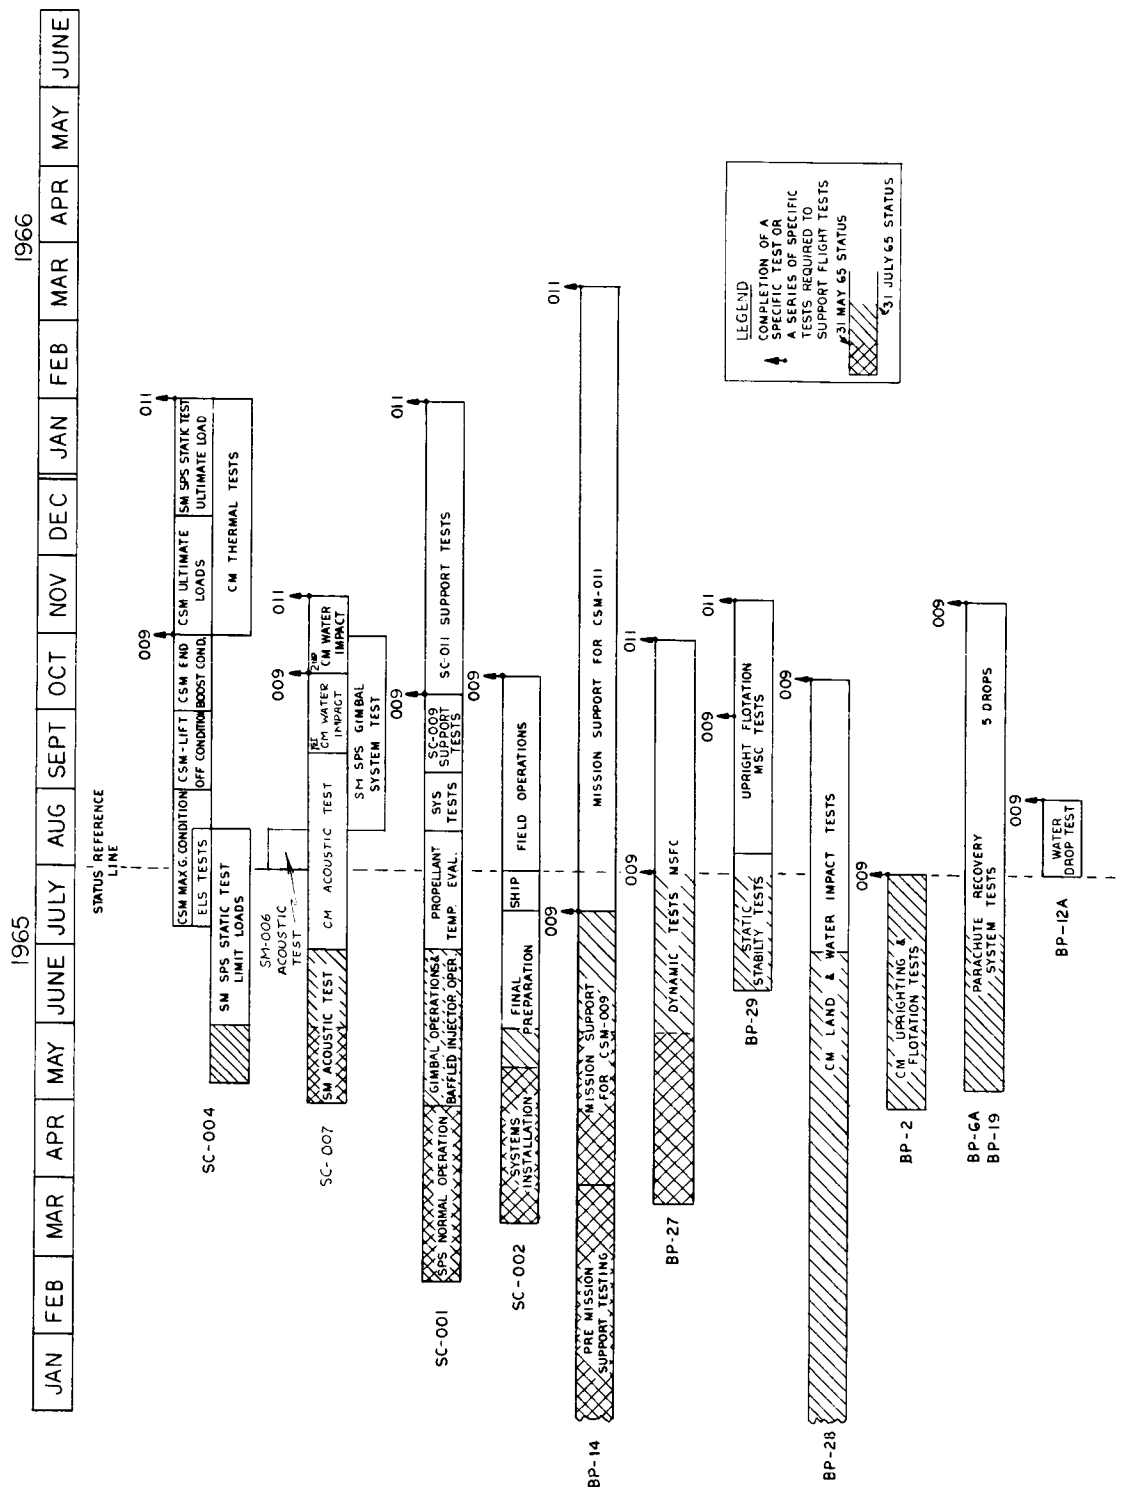 1965
1966
JAN FEB MAR APR MAY JUNE JULY AUG SEPT OCT NOV DEC JAN FEB MAR APR MAY JUNE
STATUS REFERENCE
LINE
SC-004
009
011
CSM MAX G. CONDITION
ELS TESTS
CSM-LIFT
OFF CONDITION
CSM END
BOOST COND.
CSM ULTIMATE
LOADS
SM SPS STATIC TEST
ULTIMATE LOAD
SM SPS STATIC TEST
LIMIT LOADS
CM THERMAL TESTS
SM-006
ACOUSTIC
TEST
SC-007
009
011
SM ACOUSTIC TEST
CM ACOUSTIC TEST
1ST
CM WATER
IMPACT
2ND
CM WATER
IMPACT
SM SPS GIMBAL
SYSTEM TEST
SC-001
009
011
SPS NORMAL OPERATION
GIMBAL OPERATIONS&
BAFFLED INJECTOR OPER.
PROPELLANT
TEMP. EVAL.
SYS
TESTS
SC-009
SUPPORT
TESTS
SC-011 SUPPORT TESTS
SC-002
009
SYSTEMS
INSTALLATION
FINAL
PREPARATION
SHIP
FIELD OPERATIONS
BP-14
009
011
PRE MISSION
SUPPORT TESTING
MISSION SUPPORT
FOR CSM-009
MISSION SUPPORT FOR CSM-011
BP-27
009
011
DYNAMIC TESTS MSFC
BP-29
009
011
STATIC
STABILTY TESTS
UPRIGHT FLOTATION
MSC TESTS
BP-28
009
CM LAND & WATER IMPACT TESTS
BP-2
009
CM UPRIGHTING &
FLOTATION TESTS
BP-6A
BP-19
009
PARACHUTE RECOVERY
SYSTEM TESTS
5 DROPS
BP-12A
009
WATER
DROP TEST
LEGEND
COMPLETION OF A
SPECIFIC TEST OR
A SERIES OF SPECIFIC
TESTS REQUIRED TO
SUPPORT FLIGHT TESTS
31 MAY 65 STATUS
31 JULY 65 STATUS